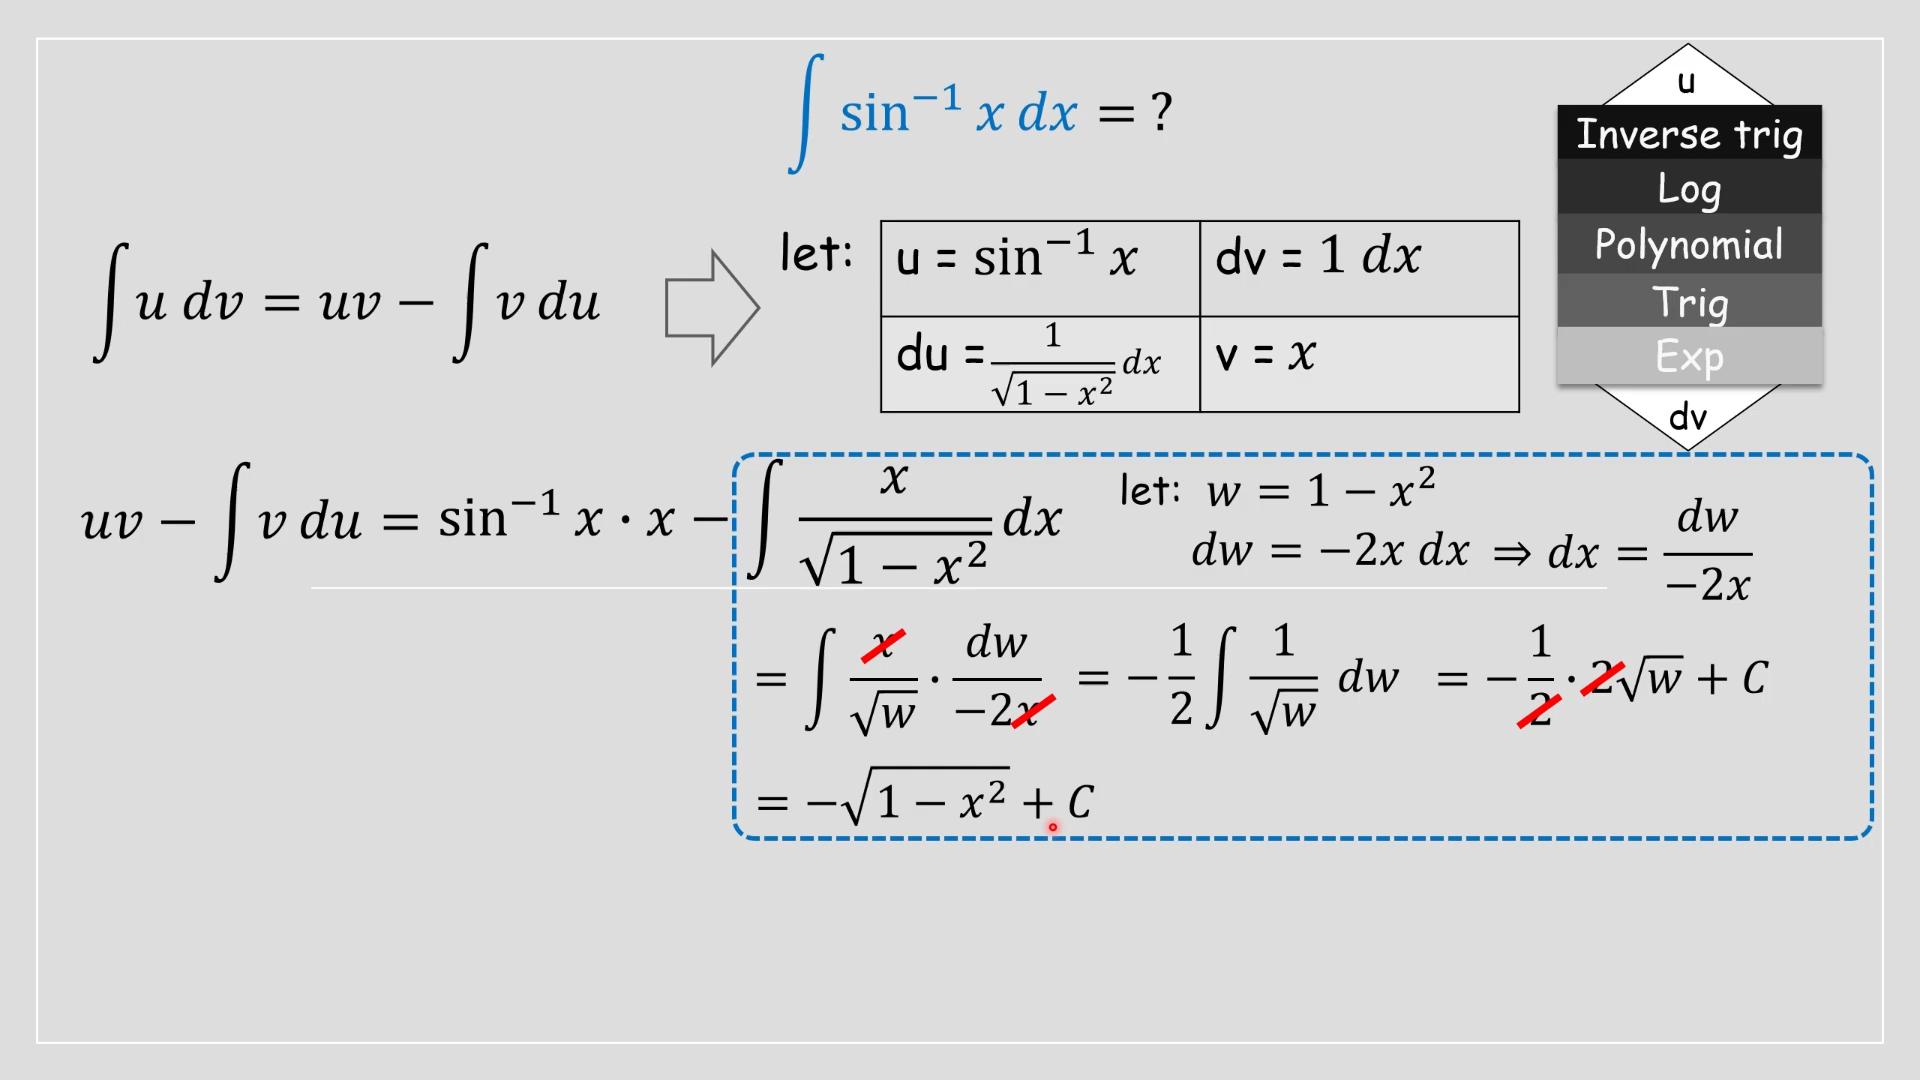 ∫ sin⁻¹ x dx = ?
u
Inverse trig
Log
Polynomial
Trig
Exp
dv
∫ u dv = uv − ∫ v du
let:
u = sin⁻¹ x
dv = 1 dx
du = 1/√(1 − x²) dx
v = x
uv − ∫ v du = sin⁻¹ x · x − ∫ x/√(1 − x²) dx
let: w = 1 − x²
dw = −2x dx ⇒ dx = dw/−2x
= ∫ x/√w · dw/−2x = −1/2 ∫ 1/√w dw = −1/2 · 2√w + C
= −√(1 − x²) + C